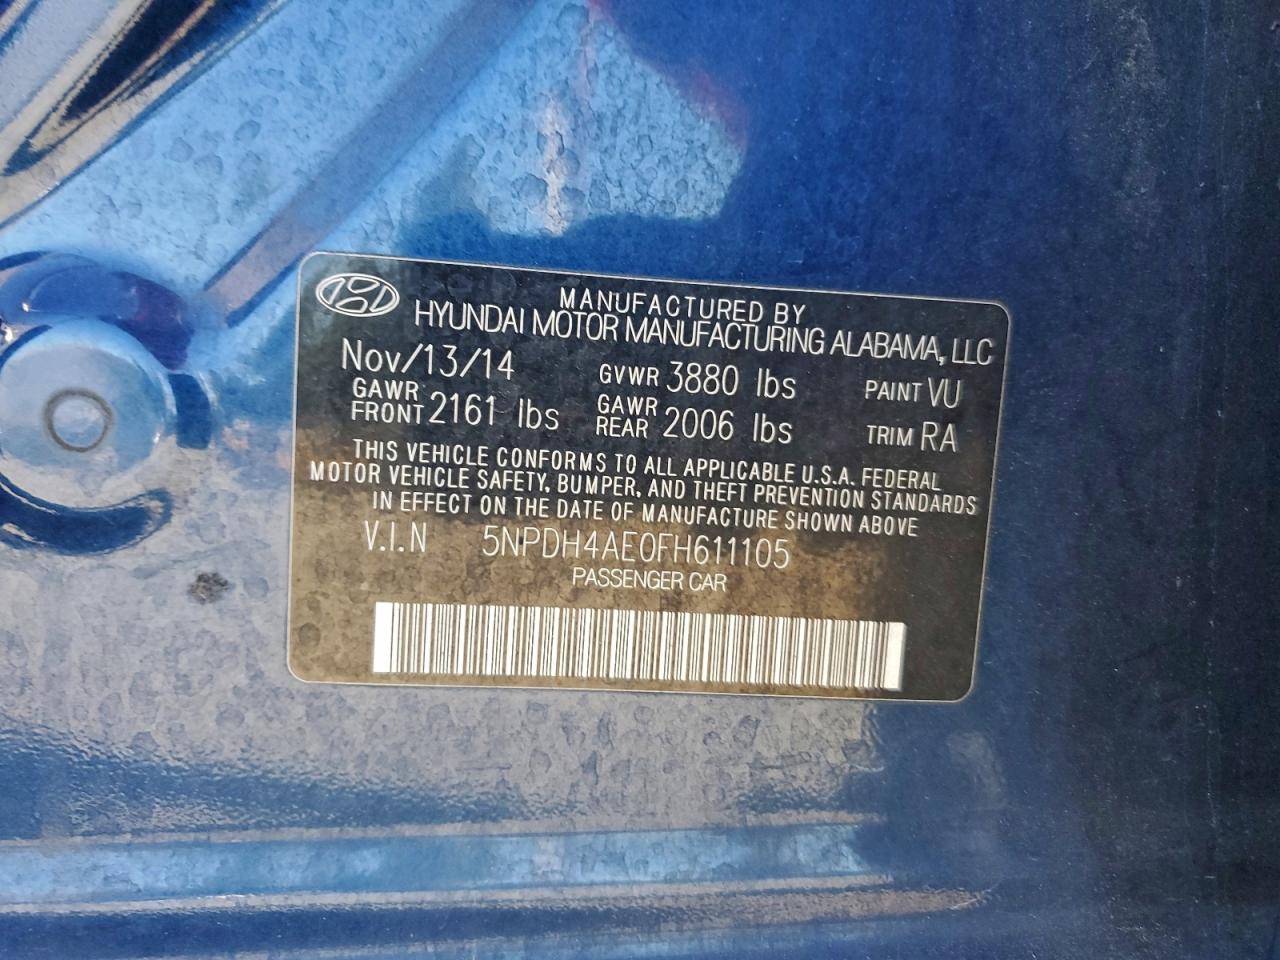 MANUFACTURED BY
HYUNDAI MOTOR MANUFACTURING ALABAMA, LLC
Nov/13/14 GVWR 3880 lbs PAINT VU
GAWR FRONT 2161 lbs GAWR REAR 2006 lbs TRIM RA
THIS VEHICLE CONFORMS TO ALL APPLICABLE U.S.A. FEDERAL
MOTOR VEHICLE SAFETY, BUMPER, AND THEFT PREVENTION STANDARDS
IN EFFECT ON THE DATE OF MANUFACTURE SHOWN ABOVE
V.I.N 5NPDH4AE0FH611105
PASSENGER CAR